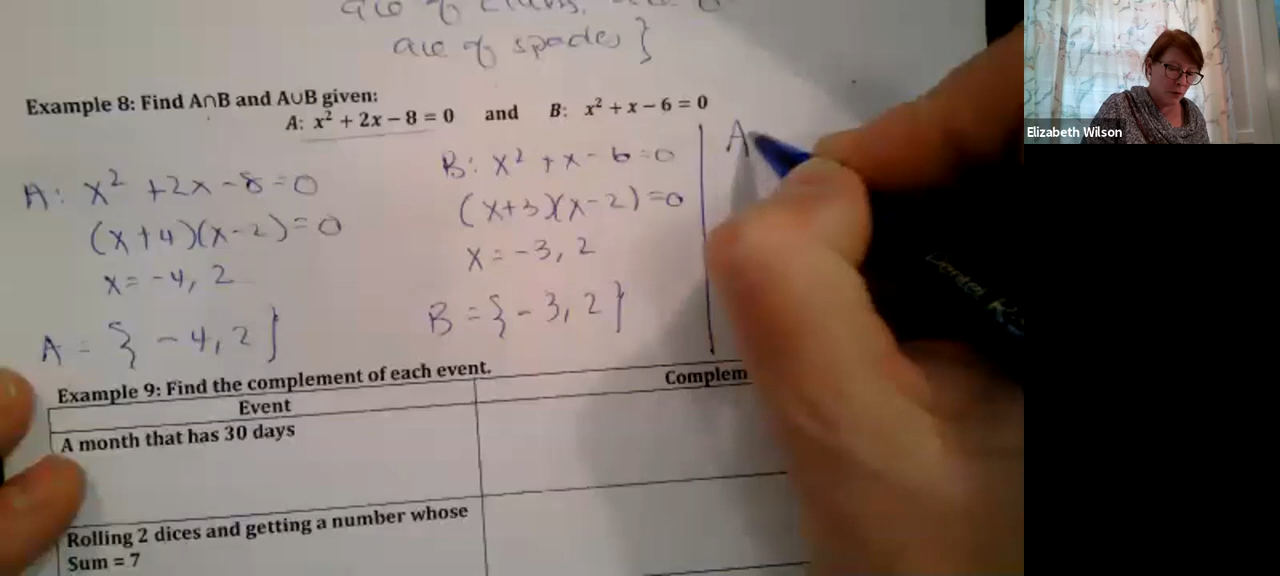 ace of spades }
Example 8: Find A∩B and A∪B given:
A: x² + 2x − 8 = 0 and B: x² + x − 6 = 0
A: x² + 2x − 8 = 0
(x + 4)(x − 2) = 0
x = −4, 2
A = { −4, 2 }
B: x² + x − 6 = 0
(x+3)(x−2) = 0
x = −3, 2
B = { −3, 2 }
A
Example 9: Find the complement of each event.
Event
Complem
A month that has 30 days
Rolling 2 dices and getting a number whose
Sum = 7
Elizabeth Wilson